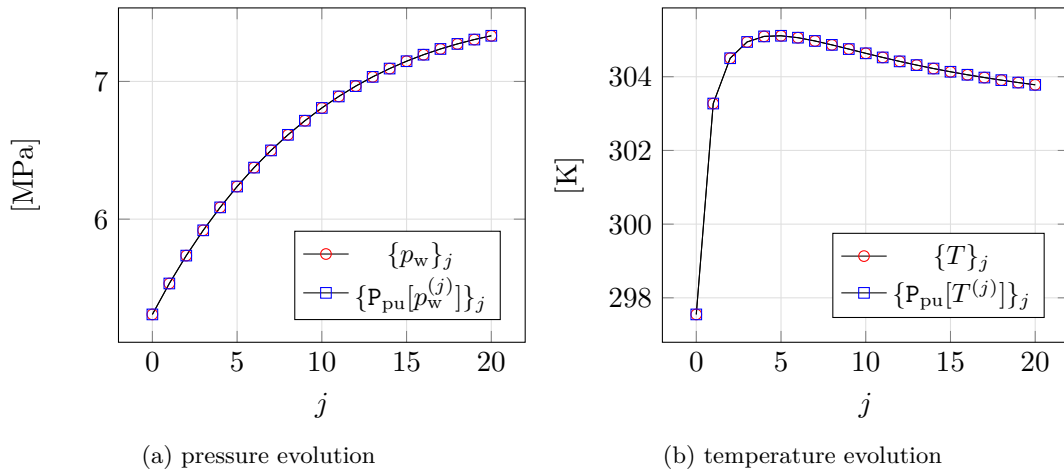 7
6
[MPa]
{p_w}_j
{P_pu[p_w^(j)]}_j
0 5 10 15 20
j
(a) pressure evolution
304
302
300
298
[K]
{T}_j
{P_pu[T^(j)]}_j
0 5 10 15 20
j
(b) temperature evolution